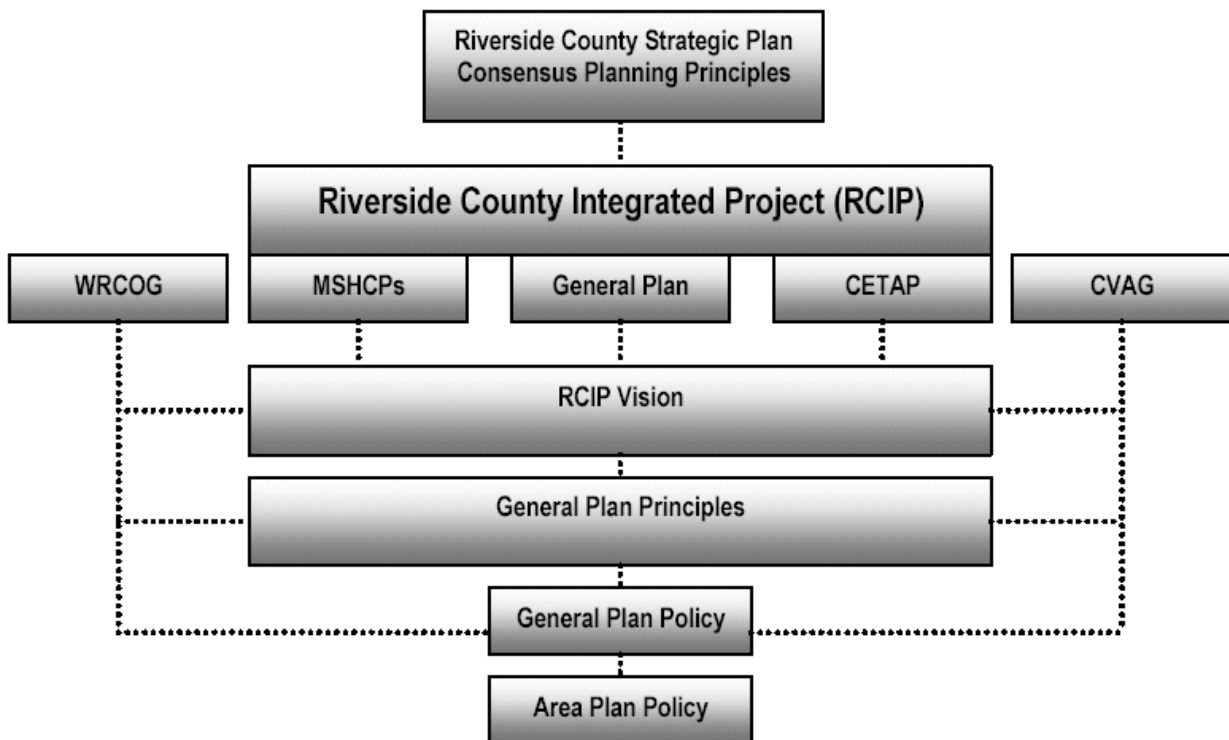 Riverside County Strategic Plan
Consensus Planning Principles
Riverside County Integrated Project (RCIP)
WRCOG
MSHCPs
General Plan
CETAP
CVAG
RCIP Vision
General Plan Principles
General Plan Policy
Area Plan Policy